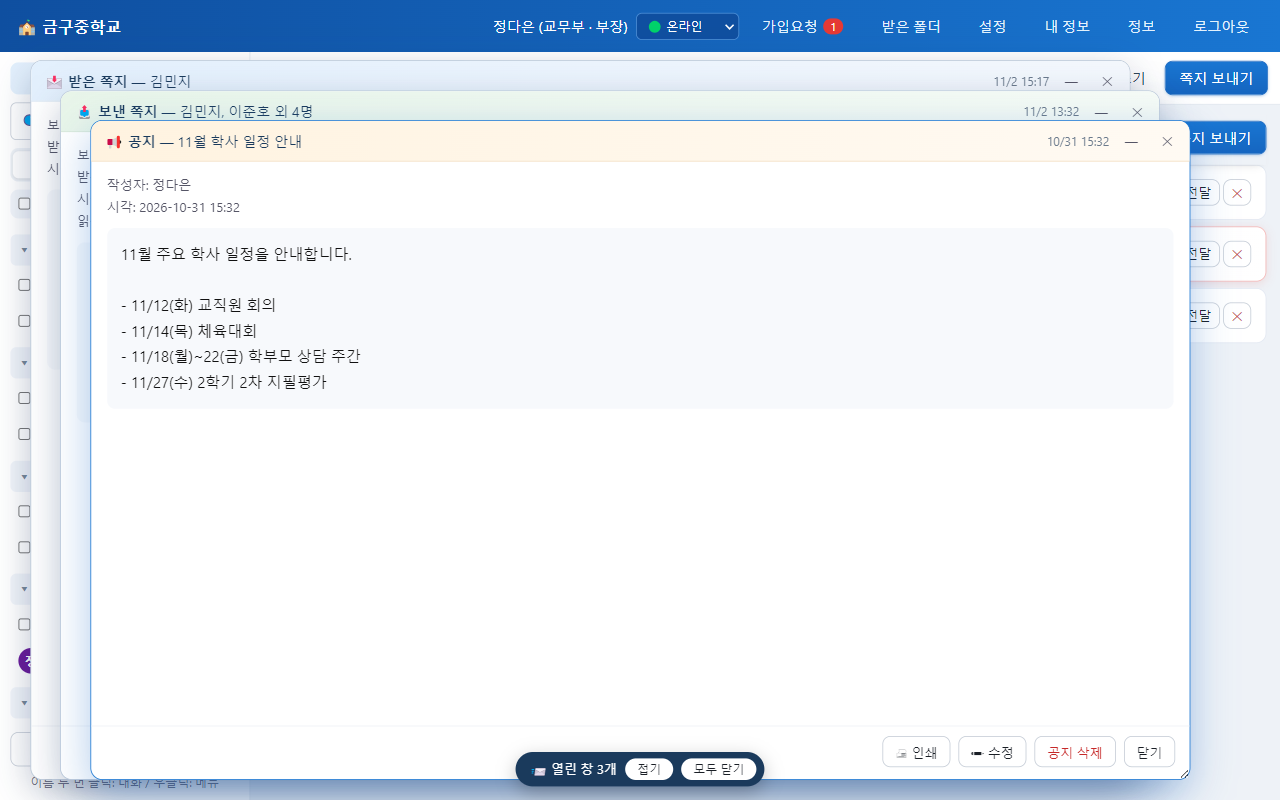 금구중학교
정다은 (교무부 · 부장)
온라인
가입요청 1
받은 폴더
설정
내 정보
정보
로그아웃
쪽지 보내기
받은 쪽지 — 김민지
11/2 15:17
보낸 쪽지 — 김민지, 이준호 외 4명
11/2 13:32
공지 — 11월 학사 일정 안내
10/31 15:32
작성자: 정다은
시각: 2026-10-31 15:32
11월 주요 학사 일정을 안내합니다.
- 11/12(화) 교직원 회의
- 11/14(목) 체육대회
- 11/18(월)~22(금) 학부모 상담 주간
- 11/27(수) 2학기 2차 지필평가
보내기
전달
전달
전달
인쇄
수정
공지 삭제
닫기
열린 창 3개
접기
모두 닫기